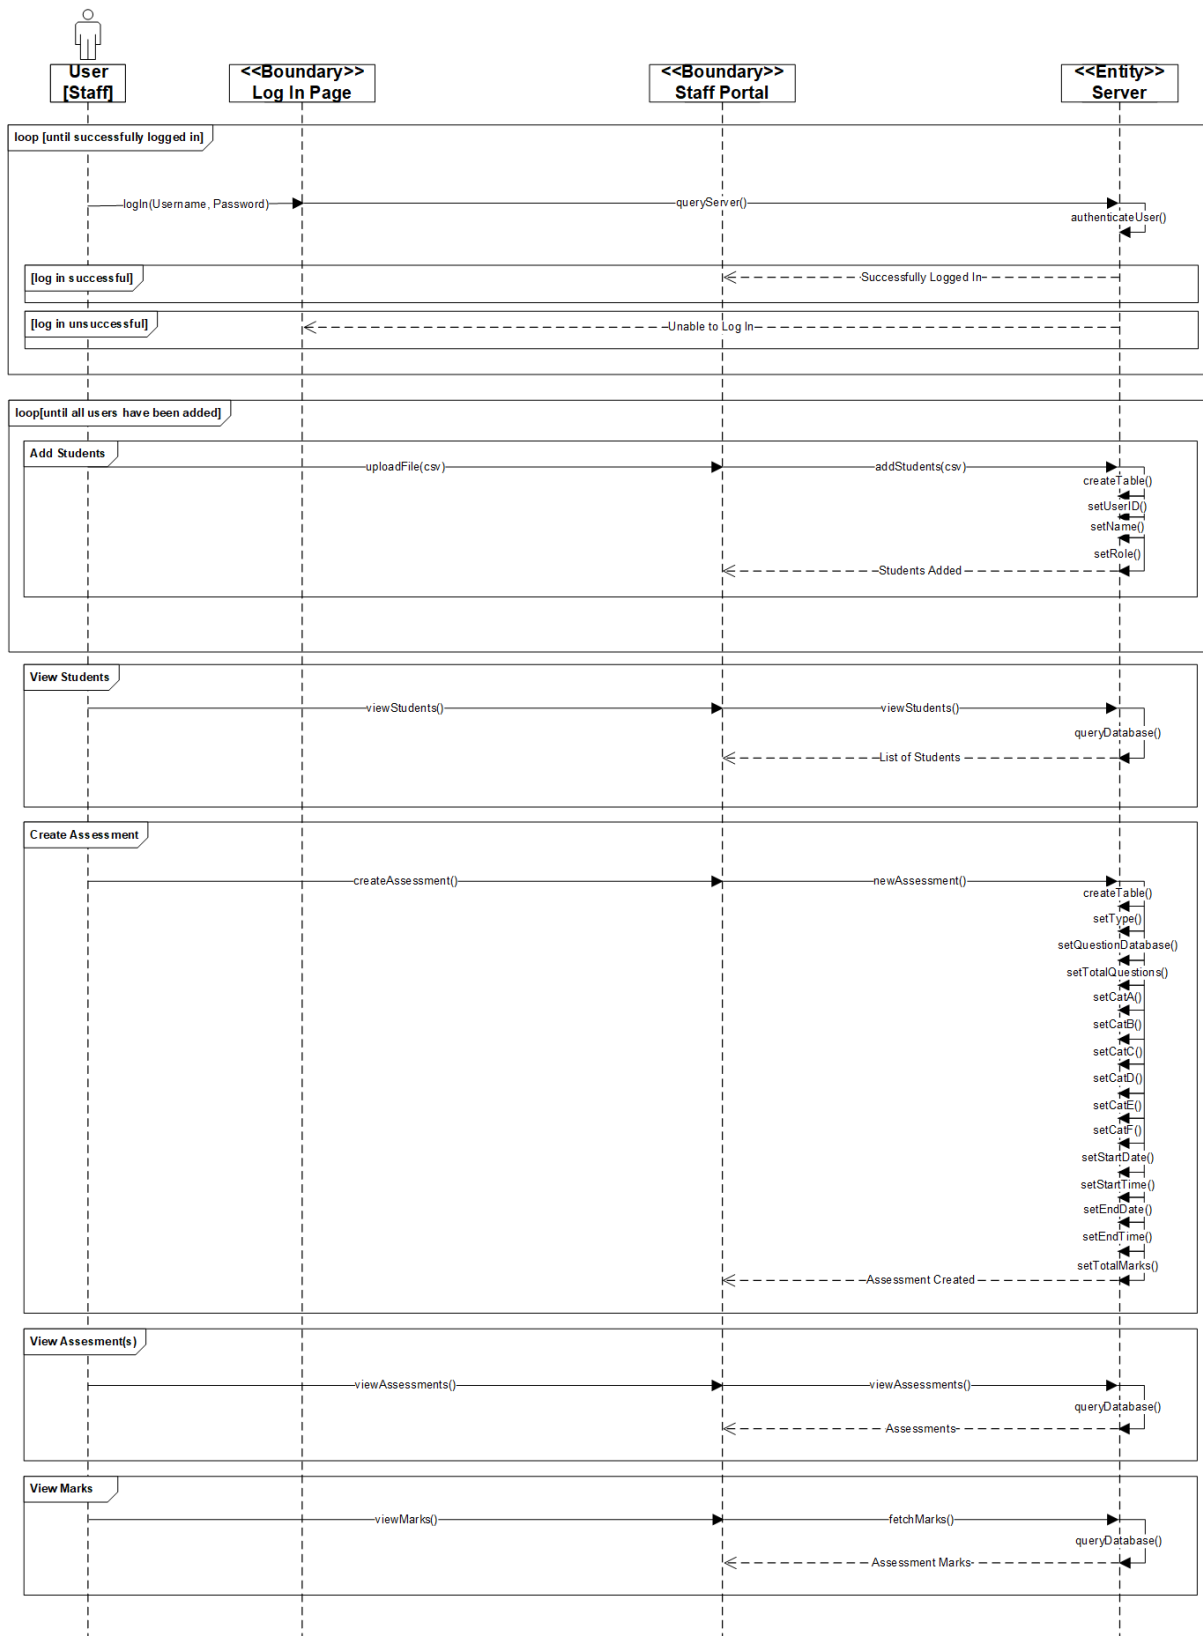 User
[Staff]
<<Boundary>>
Log In Page
<<Boundary>>
Staff Portal
<<Entity>>
Server
loop [until successfully logged in]
logIn(Username, Password)
queryServer()
authenticateUser()
[log in successful]
Successfully Logged In
[log in unsuccessful]
Unable to Log In
loop[until all users have been added]
Add Students
uploadFile(csv)
addStudents(csv)
createTable()
setUserID()
setName()
setRole()
Students Added
View Students
viewStudents()
viewStudents()
queryDatabase()
List of Students
Create Assessment
createAssessment()
newAssessment()
createTable()
setType()
setQuestionDatabase()
setTotalQuestions()
setCatA()
setCatB()
setCatC()
setCatD()
setCatE()
setCatF()
setStartDate()
setStartTime()
setEndDate()
setEndTime()
setTotalMarks()
Assessment Created
View Assesment(s)
viewAssessments()
viewAssessments()
queryDatabase()
Assessments
View Marks
viewMarks()
fetchMarks()
queryDatabase()
Assessment Marks